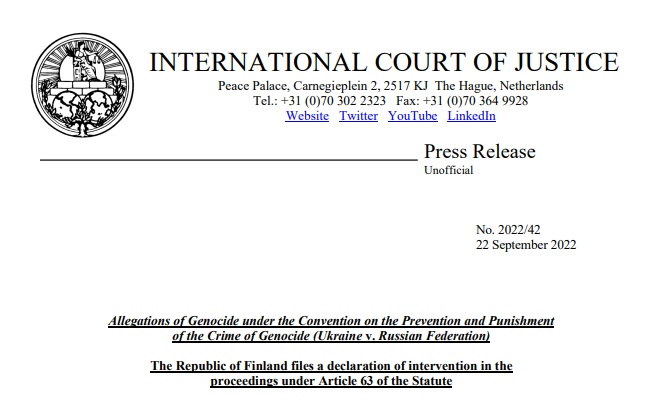 INTERNATIONAL COURT OF JUSTICE
Peace Palace, Carnegieplein 2, 2517 KJ The Hague, Netherlands
Tel.: +31 (0)70 302 2323 Fax: +31 (0)70 364 9928
Website Twitter YouTube LinkedIn
Press Release
Unofficial
No. 2022/42
22 September 2022
Allegations of Genocide under the Convention on the Prevention and Punishment
of the Crime of Genocide (Ukraine v. Russian Federation)
The Republic of Finland files a declaration of intervention in the
proceedings under Article 63 of the Statute